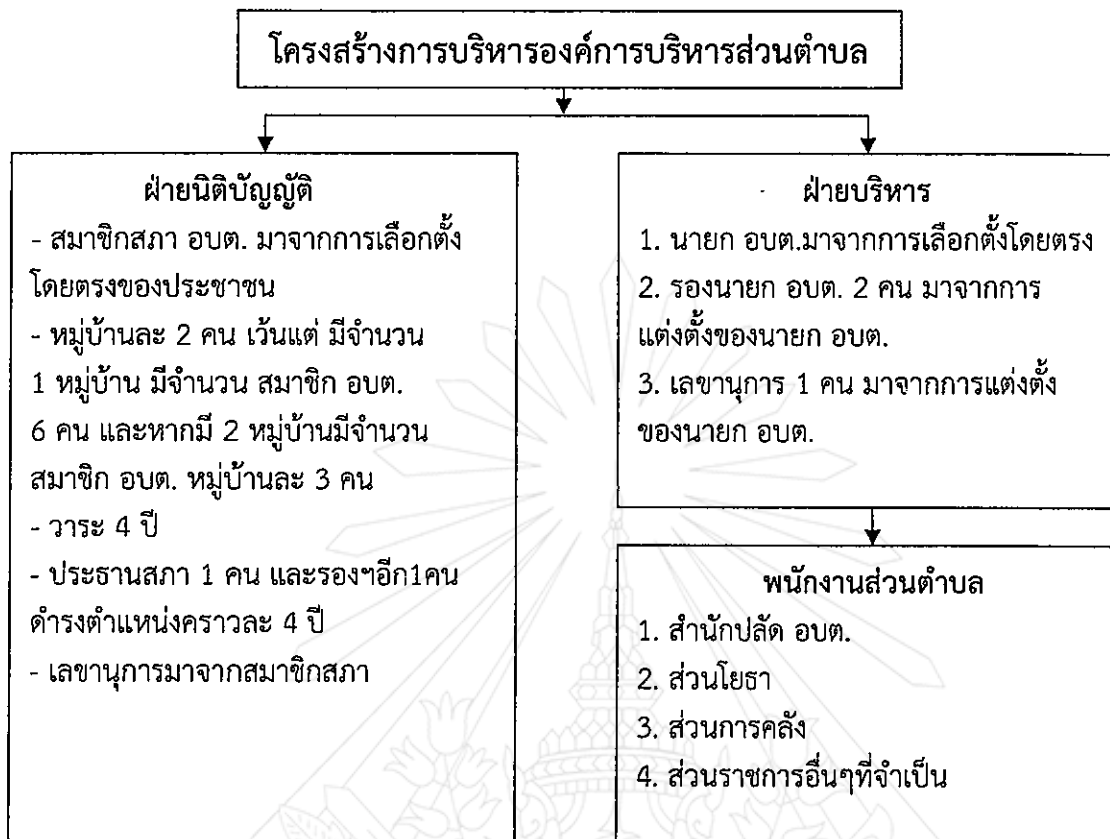 โครงสร้างการบริหารองค์การบริหารส่วนตำบล
ฝ่ายนิติบัญญัติ
- สมาชิกสภา อบต. มาจากการเลือกตั้ง
โดยตรงของประชาชน
- หมู่บ้านละ 2 คน เว้นแต่ มีจำนวน
1 หมู่บ้าน มีจำนวน สมาชิก อบต.
6 คน และหากมี 2 หมู่บ้านมีจำนวน
สมาชิก อบต. หมู่บ้านละ 3 คน
- วาระ 4 ปี
- ประธานสภา 1 คน และรองฯอีก1คน
ดำรงตำแหน่งคราวละ 4 ปี
- เลขานุการมาจากสมาชิกสภา
ฝ่ายบริหาร
1. นายก อบต.มาจากการเลือกตั้งโดยตรง
2. รองนายก อบต. 2 คน มาจากการ
แต่งตั้งของนายก อบต.
3. เลขานุการ 1 คน มาจากการแต่งตั้ง
ของนายก อบต.
พนักงานส่วนตำบล
1. สำนักปลัด อบต.
2. ส่วนโยธา
3. ส่วนการคลัง
4. ส่วนราชการอื่นๆที่จำเป็น